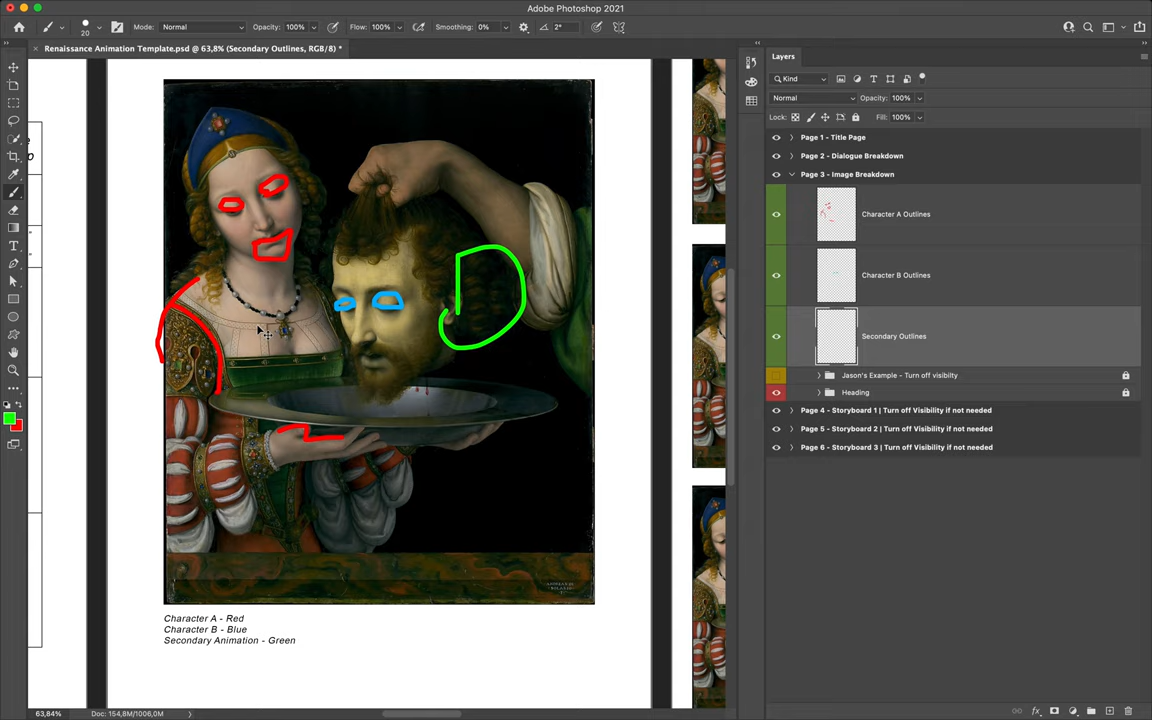 Adobe Photoshop 2021
20
Mode: Normal
Opacity: 100%
Flow: 100%
Smoothing: 0%
2°
Renaissance Animation Template.psd @ 63,8% (Secondary Outlines, RGB/8) *
Layers
Kind
Normal
Opacity: 100%
Lock:
Fill: 100%
Page 1 - Title Page
Page 2 - Dialogue Breakdown
Page 3 - Image Breakdown
Character A Outlines
Character B Outlines
Secondary Outlines
Jason's Example - Turn off visibilty
Heading
Page 4 - Storyboard 1 | Turn off Visibility if not needed
Page 5 - Storyboard 2 | Turn off Visibility if not needed
Page 6 - Storyboard 3 | Turn off Visibility if not needed
Character A - Red
Character B - Blue
Secondary Animation - Green
63,84%
Doc: 154,8M/1006,0M